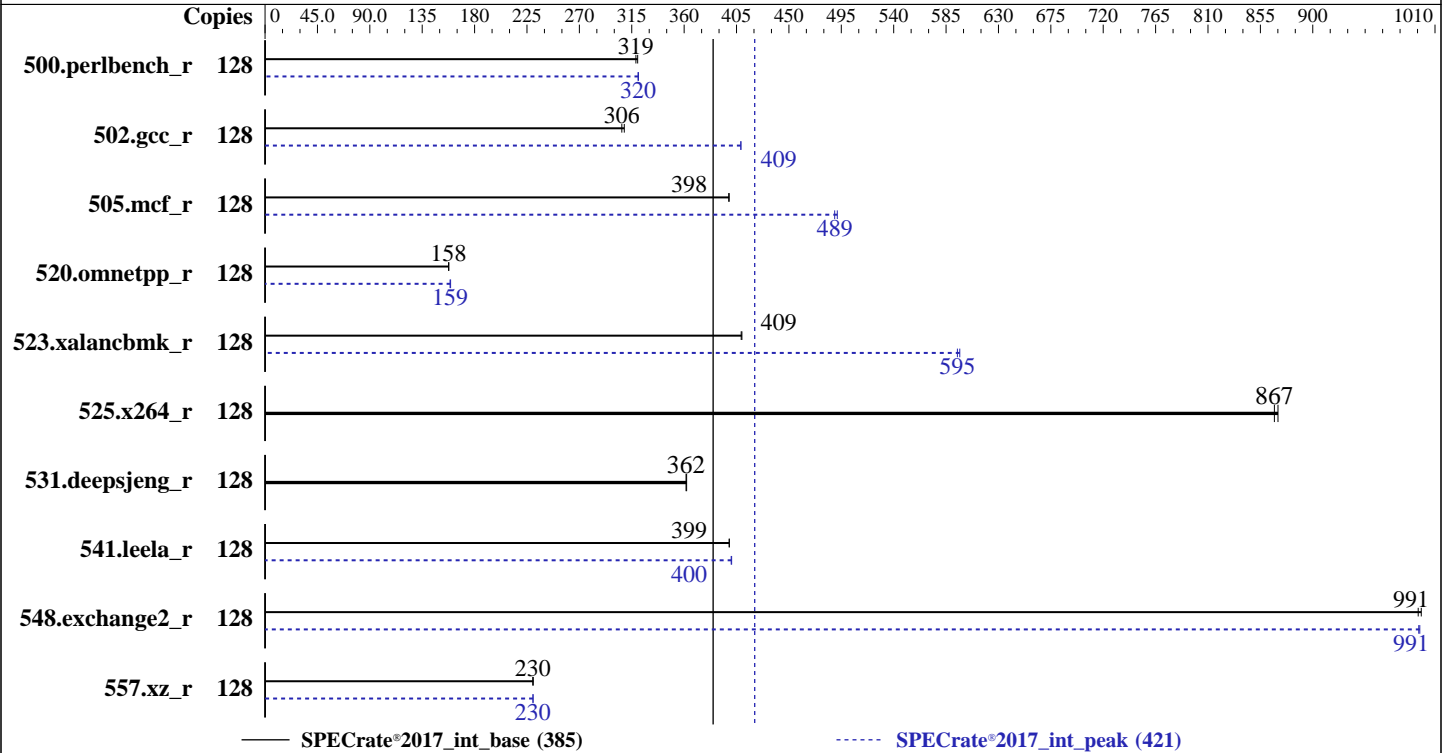 Copies 0 45.0 90.0 135 180 225 270 315 360 405 450 495 540 585 630 675 720 765 810 855 900 1010
319
500.perlbench_r 128
320
306
502.gcc_r 128
409
398
505.mcf_r 128
489
158
520.omnetpp_r 128
159
409
523.xalancbmk_r 128
595
867
525.x264_r 128
362
531.deepsjeng_r 128
399
541.leela_r 128
400
991
548.exchange2_r 128
991
230
557.xz_r 128
230
SPECrate®2017_int_base (385) SPECrate®2017_int_peak (421)